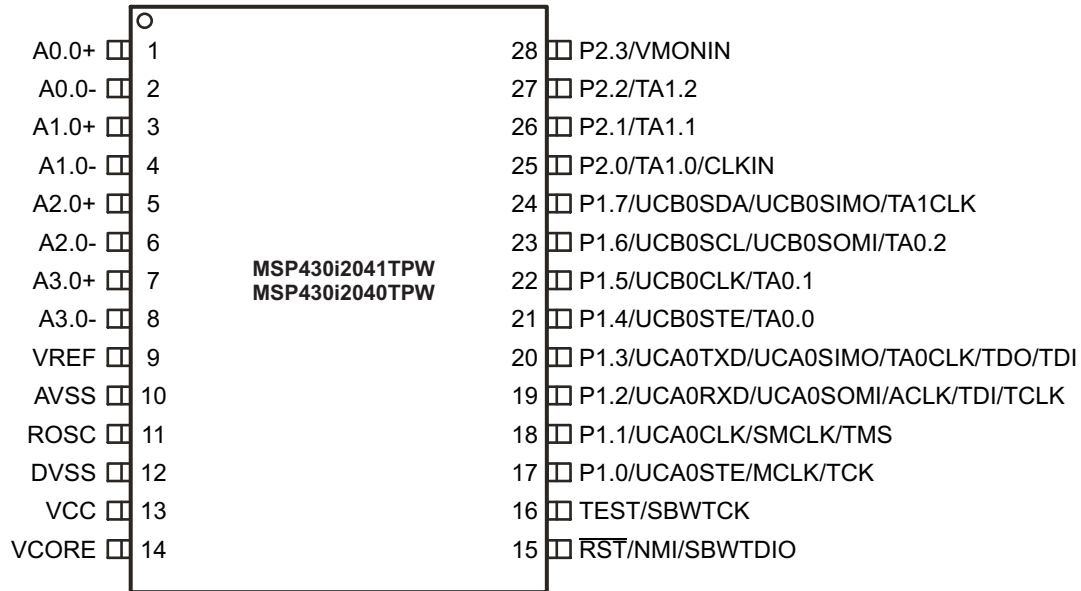 A0.0+ 1 28 P2.3/VMONIN
A0.0- 2 27 P2.2/TA1.2
A1.0+ 3 26 P2.1/TA1.1
A1.0- 4 25 P2.0/TA1.0/CLKIN
A2.0+ 5 24 P1.7/UCB0SDA/UCB0SIMO/TA1CLK
A2.0- 6 23 P1.6/UCB0SCL/UCB0SOMI/TA0.2
MSP430i2041TPW
A3.0+ 7 22 P1.5/UCB0CLK/TA0.1
MSP430i2040TPW
A3.0- 8 21 P1.4/UCB0STE/TA0.0
VREF 9 20 P1.3/UCA0TXD/UCA0SIMO/TA0CLK/TDO/TDI
AVSS 10 19 P1.2/UCA0RXD/UCA0SOMI/ACLK/TDI/TCLK
ROSC 11 18 P1.1/UCA0CLK/SMCLK/TMS
DVSS 12 17 P1.0/UCA0STE/MCLK/TCK
VCC 13 16 TEST/SBWTCK
VCORE 14 15 R̅S̅T̅/NMI/SBWTDIO